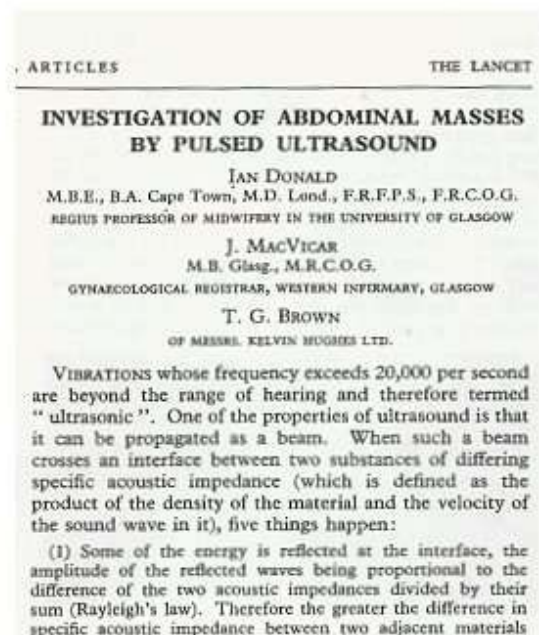 . ARTICLES THE LANCET
INVESTIGATION OF ABDOMINAL MASSES
BY PULSED ULTRASOUND
IAN DONALD
M.B.E., B.A. Cape Town, M.D. Lond., F.R.F.P.S., F.R.C.O.G.
REGIUS PROFESSOR OF MIDWIFERY IN THE UNIVERSITY OF GLASGOW
J. MACVICAR
M.B. Glasg., M.R.C.O.G.
GYNAECOLOGICAL REGISTRAR, WESTERN INFIRMARY, GLASGOW
T. G. BROWN
OF MESSRS. KELVIN HUGHES LTD.
VIBRATIONS whose frequency exceeds 20,000 per second
are beyond the range of hearing and therefore termed
“ ultrasonic ”. One of the properties of ultrasound is that
it can be propagated as a beam. When such a beam
crosses an interface between two substances of differing
specific acoustic impedance (which is defined as the
product of the density of the material and the velocity of
the sound wave in it), five things happen:
(1) Some of the energy is reflected at the interface, the
amplitude of the reflected waves being proportional to the
difference of the two acoustic impedances divided by their
sum (Rayleigh's law). Therefore the greater the difference in
specific acoustic impedance between two adjacent materials